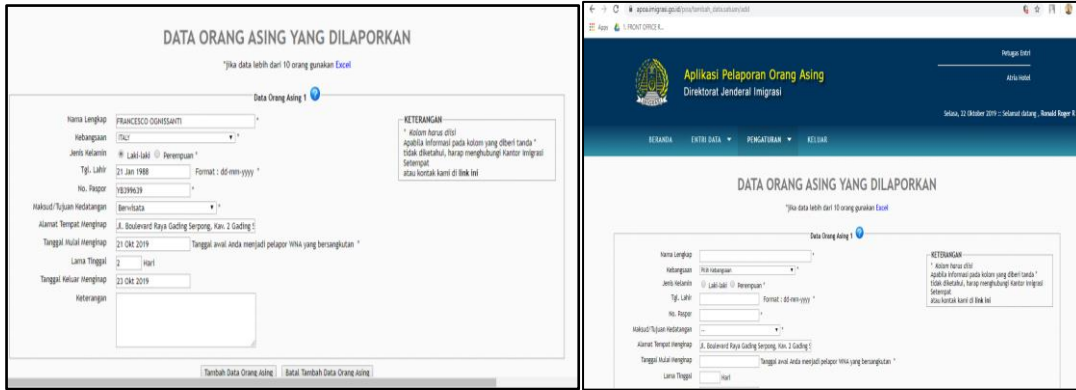 DATA ORANG ASING YANG DILAPORKAN
*jika data lebih dari 10 orang gunakan Excel
Data Orang Asing 1
Nama Lengkap FRANCESCO OGNISSANTI *
Kebangsaan ITALY *
Jenis Kelamin Laki-laki Perempuan *
Tgl. Lahir 21 Jan 1988 Format : dd-mm-yyyy *
No. Paspor YB399639 *
Maksud/Tujuan Kedatangan Berwisata *
Alamat Tempat Menginap Jl. Boulevard Raya Gading Serpong, Kav. 2 Gading S
Tanggal Mulai Menginap 21 Okt 2019 Tanggal awal Anda menjadi pelapor WNA yang bersangkutan *
Lama Tinggal 2 Hari
Tanggal Keluar Menginap 23 Okt 2019
Keterangan
KETERANGAN
* Kolom harus diisi
Apabila informasi pada kolom yang diberi tanda *
tidak diketahui, harap menghubungi Kantor Imigrasi
Setempat
atau kontak kami di link ini
Tambah Data Orang Asing Batal Tambah Data Orang Asing
apoa.imigrasi.go.id/poa/tambah_data
Apps 1. FRONT OFFICE R...
Petugas Entri
Atria Hotel
Aplikasi Pelaporan Orang Asing
Direktorat Jenderal Imigrasi
Selasa, 22 Oktober 2019 :: Selamat datang , Ronald Roger R
BERANDA ENTRI DATA PENGATURAN KELUAR
DATA ORANG ASING YANG DILAPORKAN
*jika data lebih dari 10 orang gunakan Excel
Data Orang Asing 1
Nama Lengkap *
Kebangsaan Pilih Kebangsaan *
Jenis Kelamin Laki-laki Perempuan *
Tgl. Lahir Format : dd-mm-yyyy *
No. Paspor *
Maksud/Tujuan Kedatangan -- *
Alamat Tempat Menginap Jl. Boulevard Raya Gading Serpong, Kav. 2 Gading S
Tanggal Mulai Menginap Tanggal awal Anda menjadi pelapor WNA yang bersangkutan *
Lama Tinggal Hari
KETERANGAN
* Kolom harus diisi
Apabila informasi pada kolom yang diberi tanda *
tidak diketahui, harap menghubungi Kantor Imigrasi
Setempat
atau kontak kami di link ini